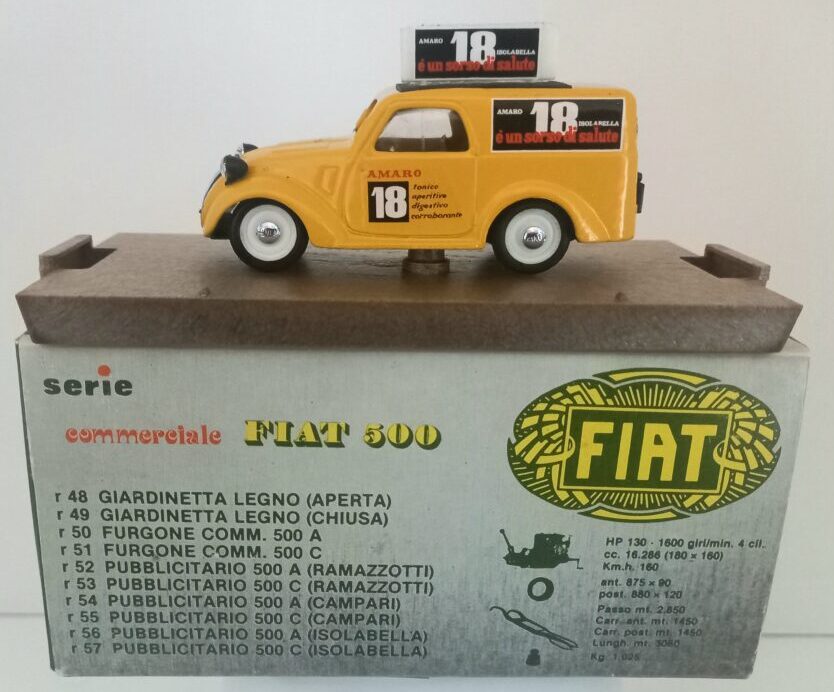 AMARO 18 ISOLABELLA
é un sorso di salute
AMARO 18 ISOLABELLA
é un sorso di salute
AMARO
18
tonico
aperitivo
digestivo
corroborante
serie
commerciale FIAT 500
FIAT
r 48 GIARDINETTA LEGNO (APERTA)
r 49 GIARDINETTA LEGNO (CHIUSA)
r 50 FURGONE COMM. 500 A
r 51 FURGONE COMM. 500 C
r 52 PUBBLICITARIO 500 A (RAMAZZOTTI)
r 53 PUBBLICITARIO 500 C (RAMAZZOTTI)
r 54 PUBBLICITARIO 500 A (CAMPARI)
r 55 PUBBLICITARIO 500 C (CAMPARI)
r 56 PUBBLICITARIO 500 A (ISOLABELLA)
r 57 PUBBLICITARIO 500 C (ISOLABELLA)
HP 130 - 1600 giri/min. 4 cil.
cc. 16.286 (180 x 160)
Km.h. 160
ant. 875 x 90
post. 880 x 120
Passo mt. 2,850
Carr. ant. mt. 1450
Carr. post. mt. 1450
Lungh. mt. 3080
Kg. 1.025